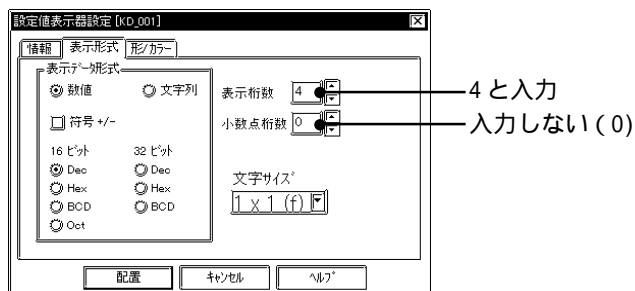 設定値表示器設定 [KD_001]
情報 表示形式 形/カラー
表示データ形式
数値 文字列
符号 +/-
16 ビット 32 ビット
Dec Dec
Hex Hex
BCD BCD
Oct
表示桁数 4
小数点桁数 0
文字サイズ
1 x 1 (f)
4 と入力
入力しない ( 0)
配置 キャンセル ヘルプ